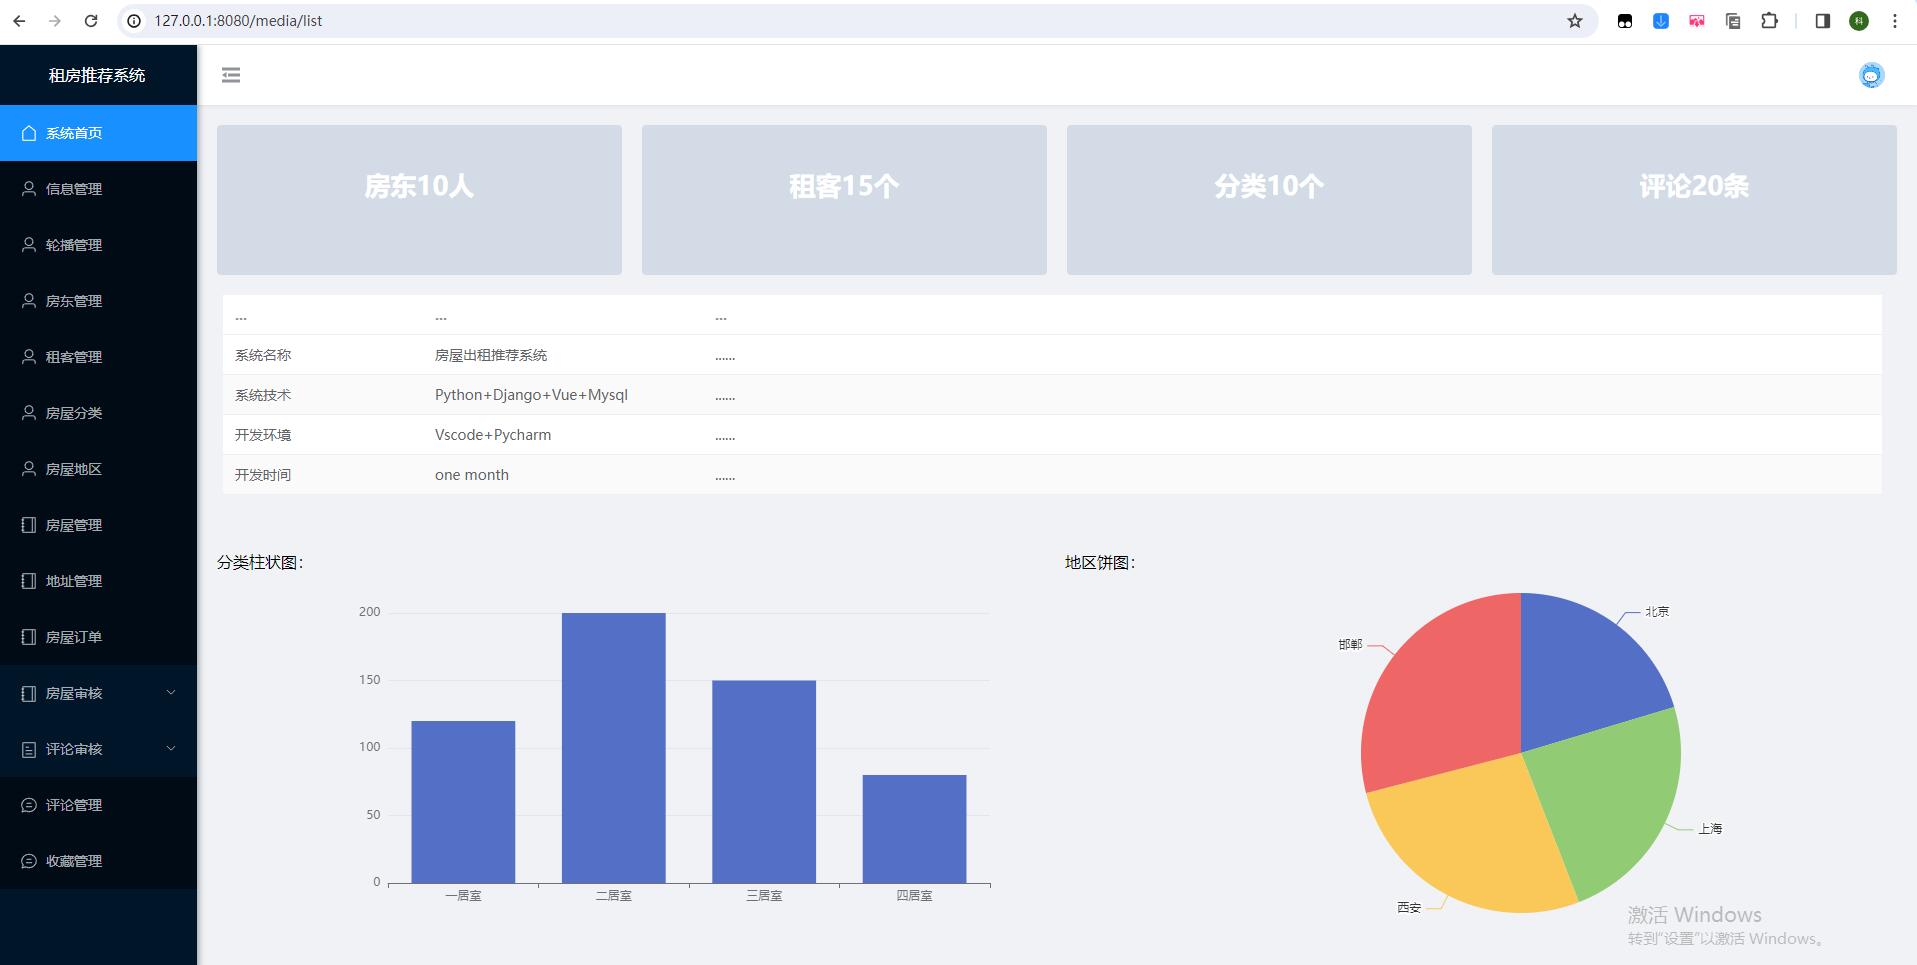 127.0.0.1:8080/media/list
科
租房推荐系统
系统首页
信息管理
轮播管理
房东管理
租客管理
房屋分类
房屋地区
房屋管理
地址管理
房屋订单
房屋审核
评论审核
评论管理
收藏管理
房东10人
租客15个
分类10个
评论20条
... ... ...
系统名称 房屋出租推荐系统 ......
系统技术 Python+Django+Vue+Mysql ......
开发环境 Vscode+Pycharm ......
开发时间 one month ......
分类柱状图：
200
150
100
50
0
一居室 二居室 三居室 四居室
地区饼图：
北京
邯郸
上海
西安
激活 Windows
转到"设置"以激活 Windows。